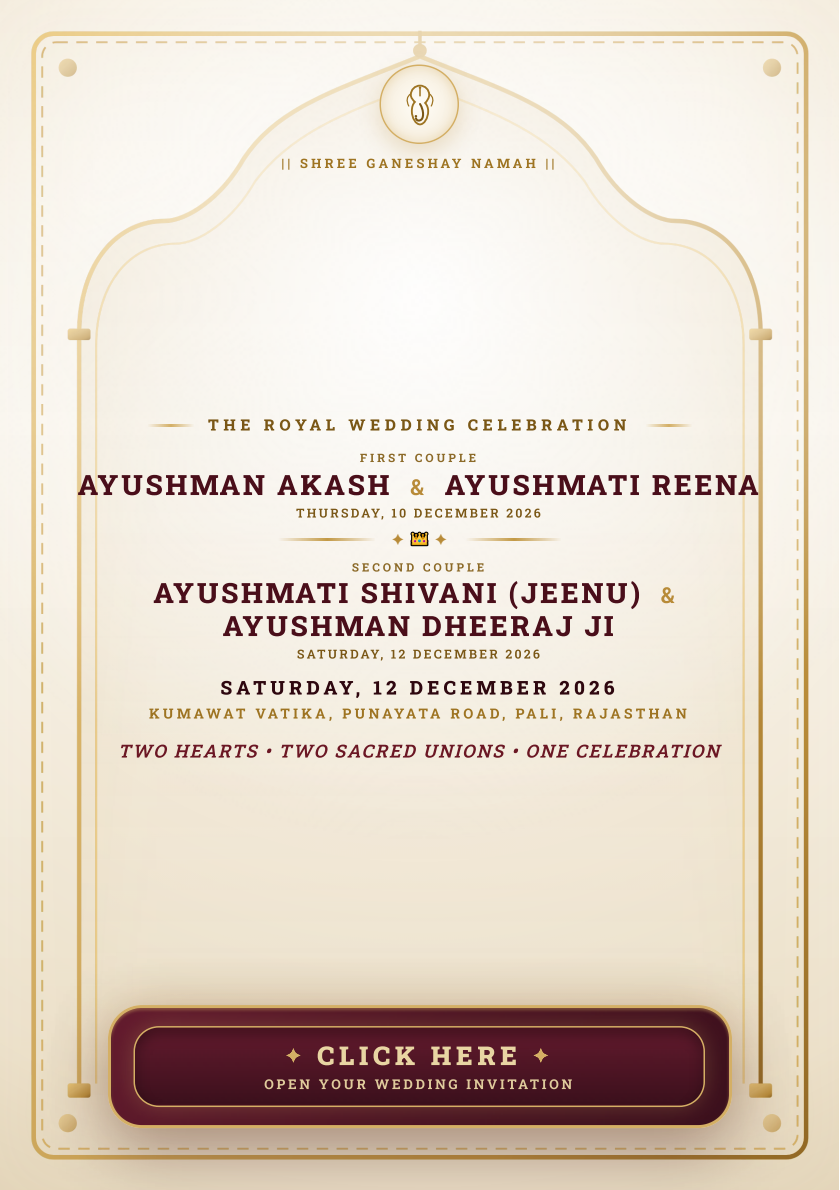 || SHREE GANESHAY NAMAH ||
THE ROYAL WEDDING CELEBRATION
FIRST COUPLE
AYUSHMAN AKASH & AYUSHMATI REENA
THURSDAY, 10 DECEMBER 2026
SECOND COUPLE
AYUSHMATI SHIVANI (JEENU) &
AYUSHMAN DHEERAJ JI
SATURDAY, 12 DECEMBER 2026
SATURDAY, 12 DECEMBER 2026
KUMAWAT VATIKA, PUNAYATA ROAD, PALI, RAJASTHAN
TWO HEARTS • TWO SACRED UNIONS • ONE CELEBRATION
✦ CLICK HERE ✦
OPEN YOUR WEDDING INVITATION